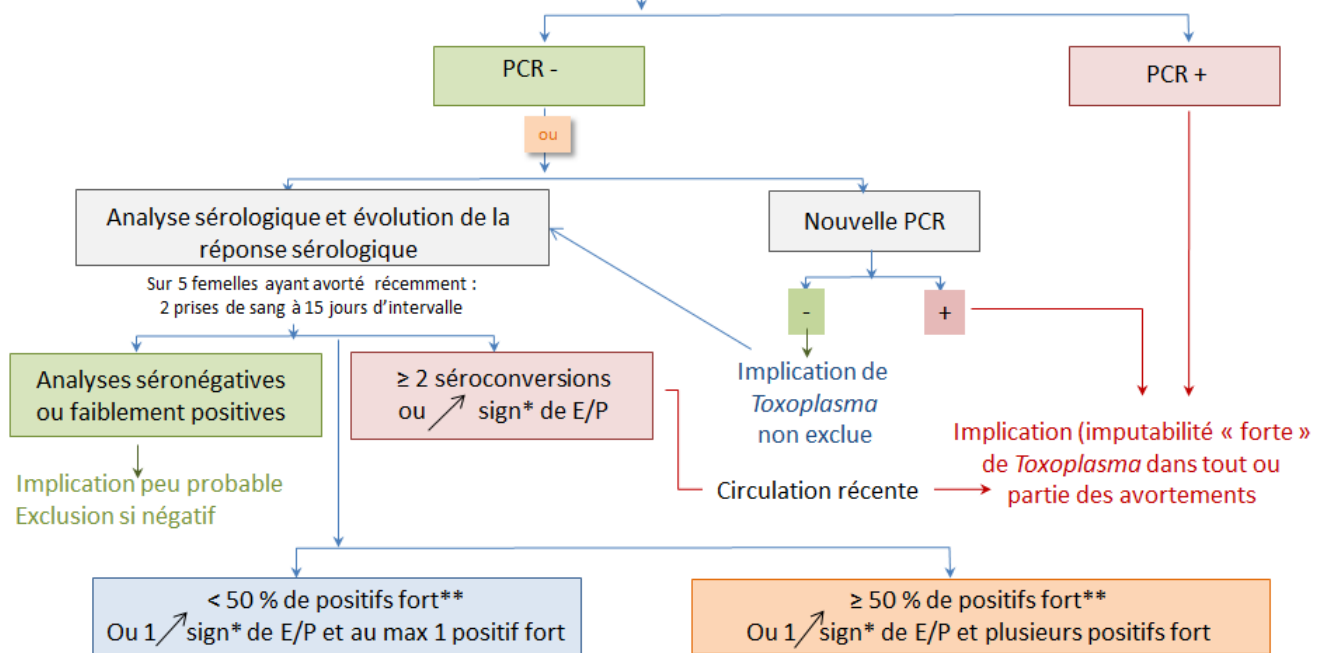 PCR -
PCR +
ou
Analyse sérologique et évolution de la
réponse sérologique
Nouvelle PCR
Sur 5 femelles ayant avorté récemment :
2 prises de sang à 15 jours d'intervalle
-
+
Analyses séronégatives
ou faiblement positives
≥ 2 séroconversions
ou sign* de E/P
Implication de
Toxoplasma
non exclue
Implication (imputabilité « forte »
de Toxoplasma dans tout ou
partie des avortements
Implication peu probable
Exclusion si négatif
Circulation récente
< 50 % de positifs fort**
Ou 1 sign* de E/P et au max 1 positif fort
≥ 50 % de positifs fort**
Ou 1 sign* de E/P et plusieurs positifs fort